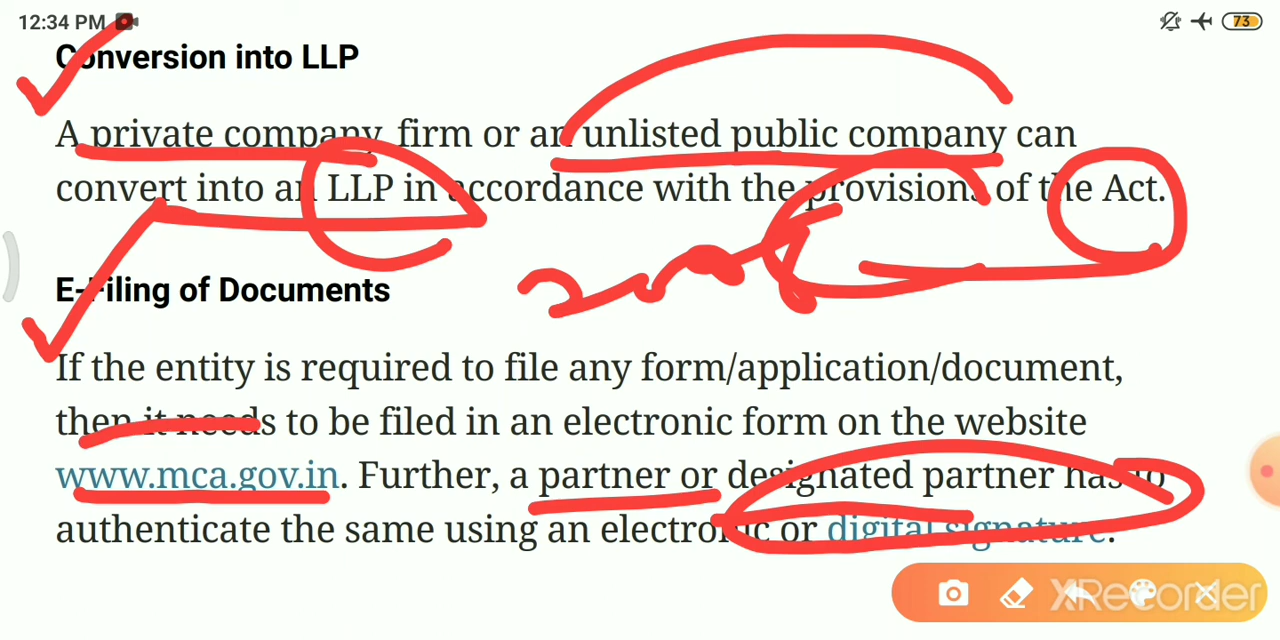 12:34 PM
73
Conversion into LLP
A private company, firm or an unlisted public company can
convert into an LLP in accordance with the provisions of the Act.
E-Filing of Documents
If the entity is required to file any form/application/document,
then it needs to be filed in an electronic form on the website
www.mca.gov.in. Further, a partner or designated partner has to
authenticate the same using an electronic or digital signature.
XRecorder